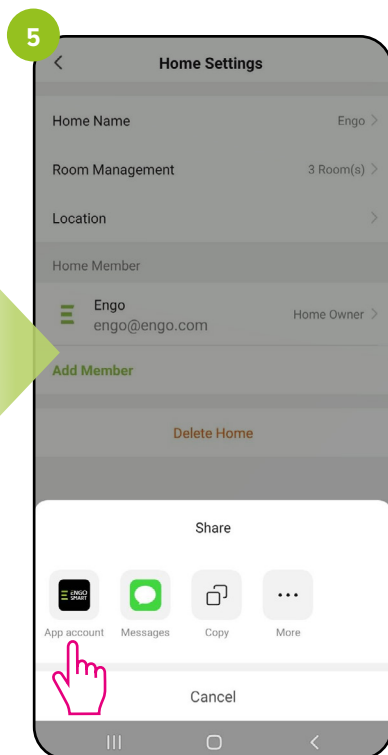 5
Home Settings
Home Name Engo
Room Management 3 Room(s)
Location
Home Member
Engo
engo@engo.com
Home Owner
Add Member
Delete Home
Share
ENGO
SMART
App account Messages Copy More
Cancel